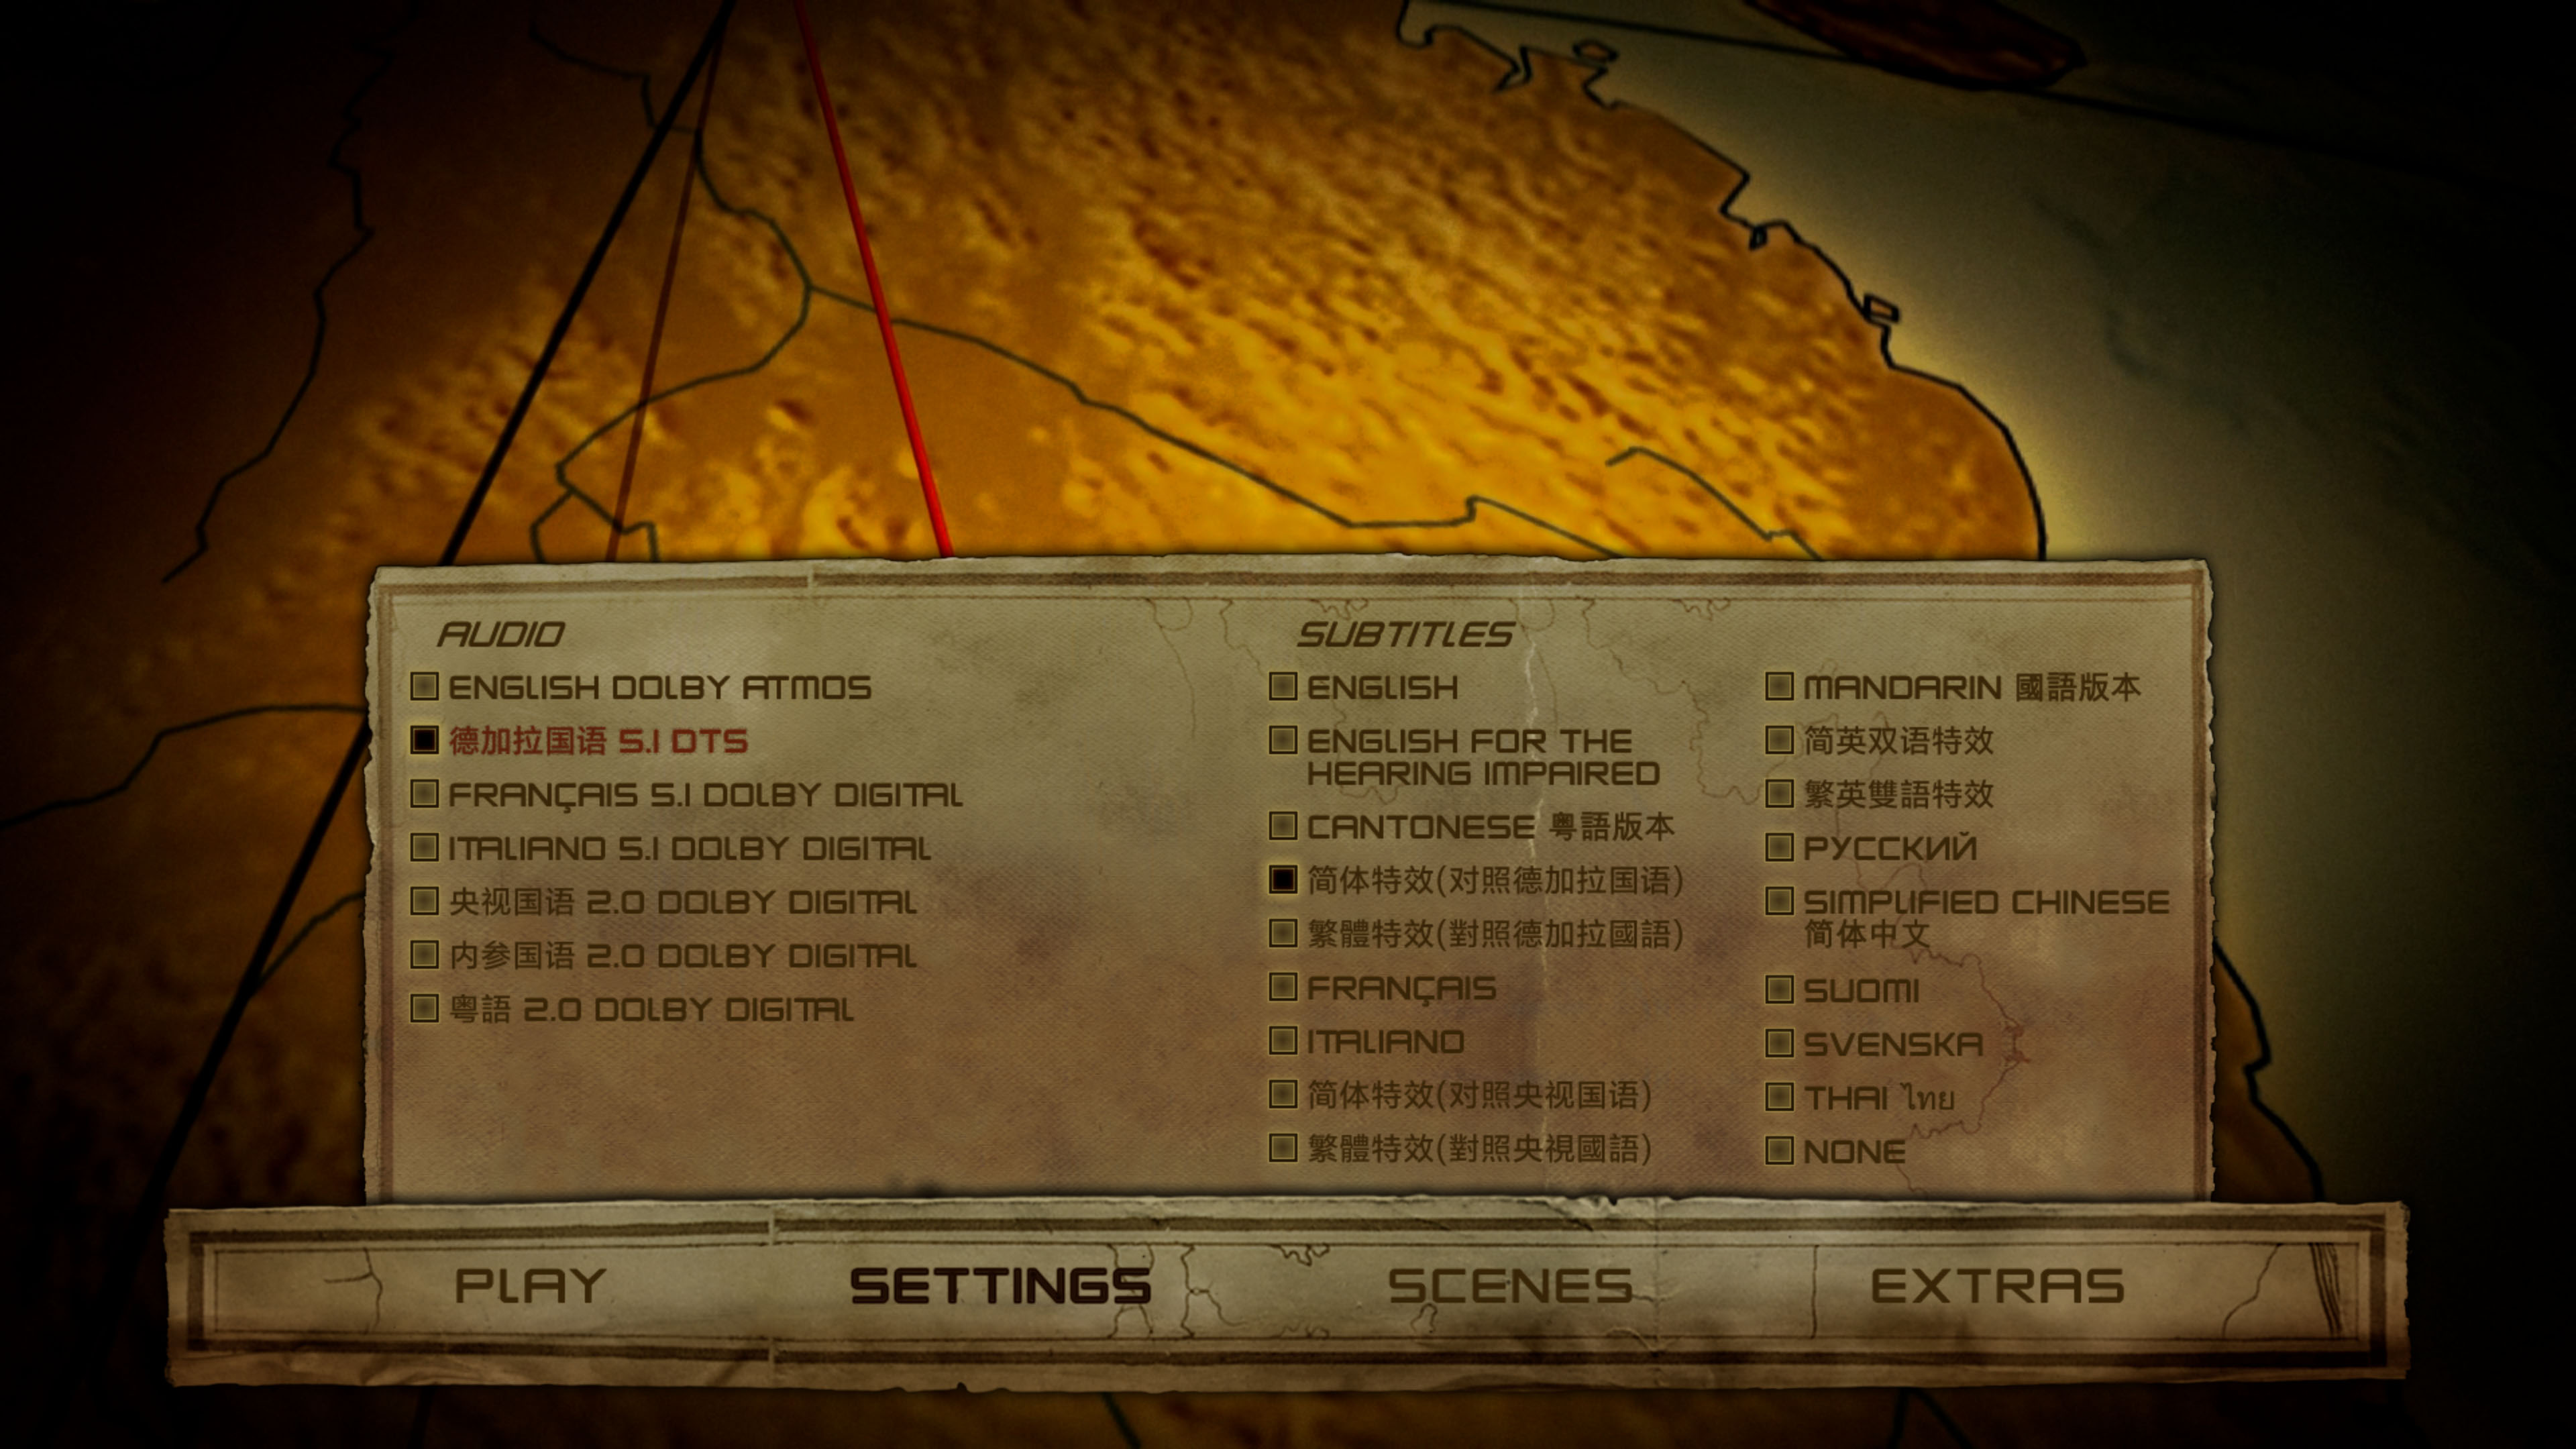 AUDIO
ENGLISH DOLBY ATMOS
德加拉国语 5.1 DTS
FRANÇAIS 5.1 DOLBY DIGITAL
ITALIANO 5.1 DOLBY DIGITAL
央视国语 2.0 DOLBY DIGITAL
内参国语 2.0 DOLBY DIGITAL
粤語 2.0 DOLBY DIGITAL
SUBTITLES
ENGLISH
ENGLISH FOR THE
HEARING IMPAIRED
CANTONESE 粵語版本
简体特效(对照德加拉国语)
繁體特效(對照德加拉國語)
FRANÇAIS
ITALIANO
简体特效(对照央视国语)
繁體特效(對照央視國語)
MANDARIN 國語版本
简英双语特效
繁英雙語特效
РУССКИЙ
SIMPLIFIED CHINESE
简体中文
SUOMI
SVENSKA
THAI ไทย
NONE
PLAY
SETTINGS
SCENES
EXTRAS